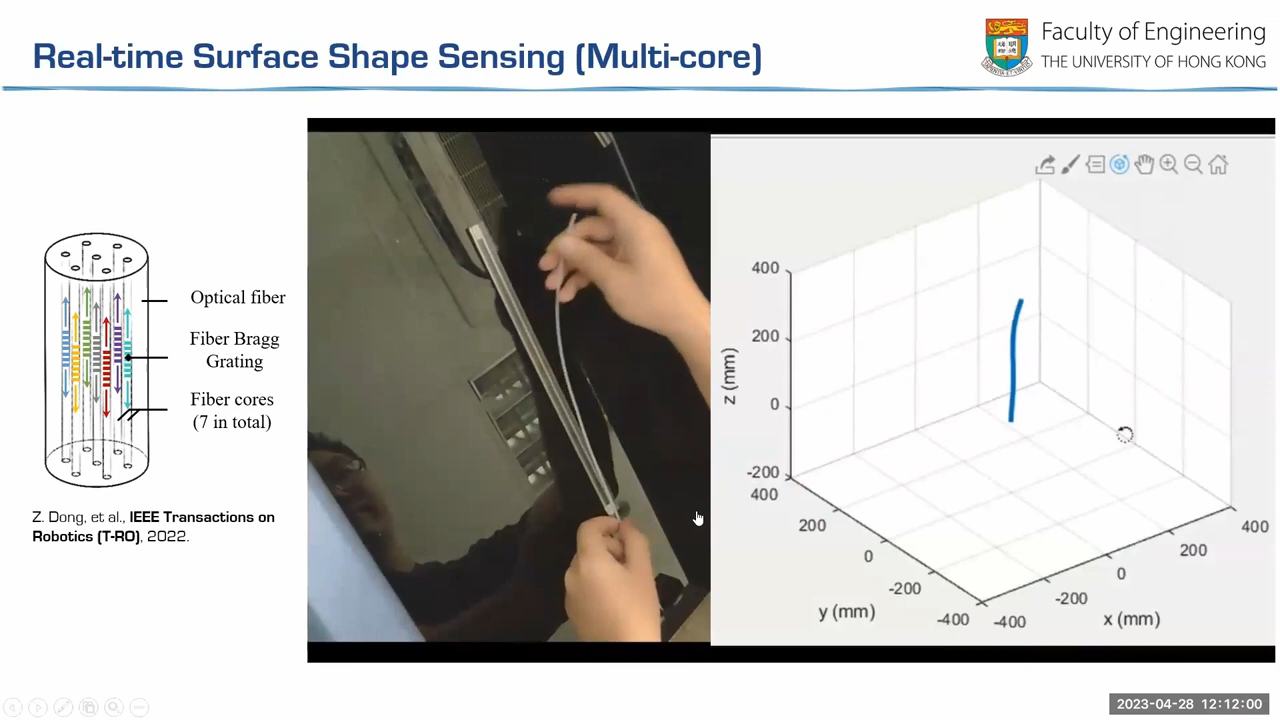 Real-time Surface Shape Sensing (Multi-core)
Faculty of Engineering
THE UNIVERSITY OF HONG KONG
Optical fiber
Fiber Bragg
Grating
Fiber cores
(7 in total)
Z. Dong, et al., IEEE Transactions on
Robotics (T-RO), 2022.
400
200
0
-200
z (mm)
400
200
0
-200
-400
y (mm)
-400
-200
0
200
400
x (mm)
2023-04-28 12:12:00